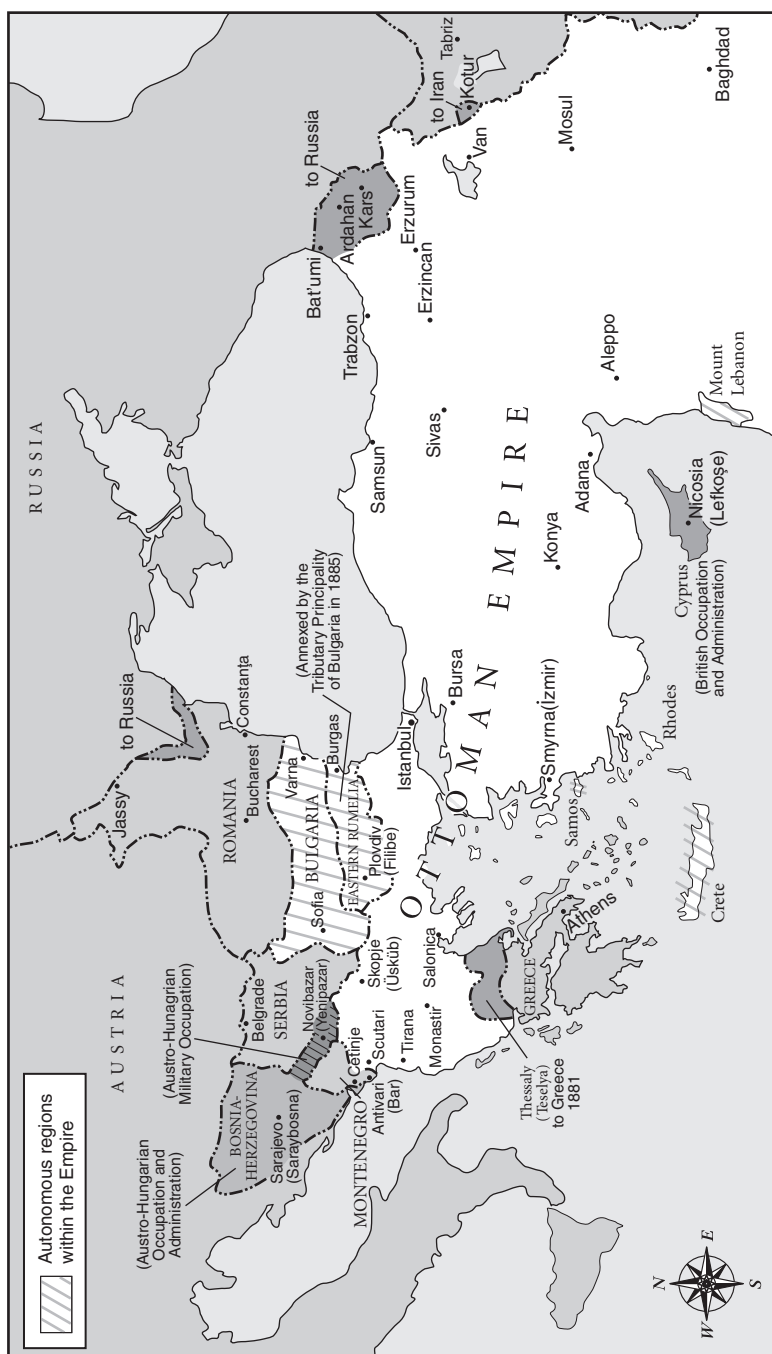 Autonomous regions
within the Empire
RUSSIA
AUSTRIA
(Austro-Hungarian
Occupation and
Administration)
(Austro-Hunagrian
Military Occupation)
BOSNIA-
HERZEGOVINA
Sarajevo
(Saraybosna)
MONTENEGRO
Belgrade
SERBIA
Novibazar
(Yenipazar)
Cetinje
Antivari
(Bar)
Scutari
Tirana
Monastir
Skopje
(Üsküb)
Salonica
Thessaly
(Teselya)
to Greece
1881
GREECE
Athens
Jassy
to Russia
ROMANIA
Bucharest
Constanţa
Sofia
BULGARIA
Varna
EASTERN RUMELIA
Burgas
Plovdiv
(Filibe)
(Annexed by the
Tributary Principality
of Bulgaria in 1885)
OTTOMAN EMPIRE
Istanbul
Bursa
Smyrna(İzmir)
Samos
Rhodes
Crete
Samsun
Sivas
Konya
Adana
Cyprus
(British Occupation
and Administration)
Nicosia
(Lefkoşe)
Mount
Lebanon
Aleppo
Trabzon
Erzincan
Erzurum
Bat'umi
Ardahan
Kars
to Russia
to Iran
Kotur
Tabriz
Van
Mosul
Baghdad
N
E
S
W